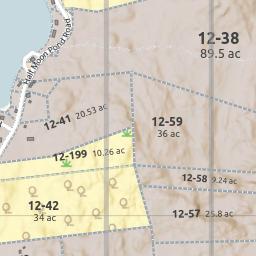 Half Moon Pond Road
12-38
89.5 ac
12-41 20.53 ac
12-59
36 ac
12-199 10.26 ac
12-58 9.24 ac
12-42
34 ac
12-57 25.8 ac